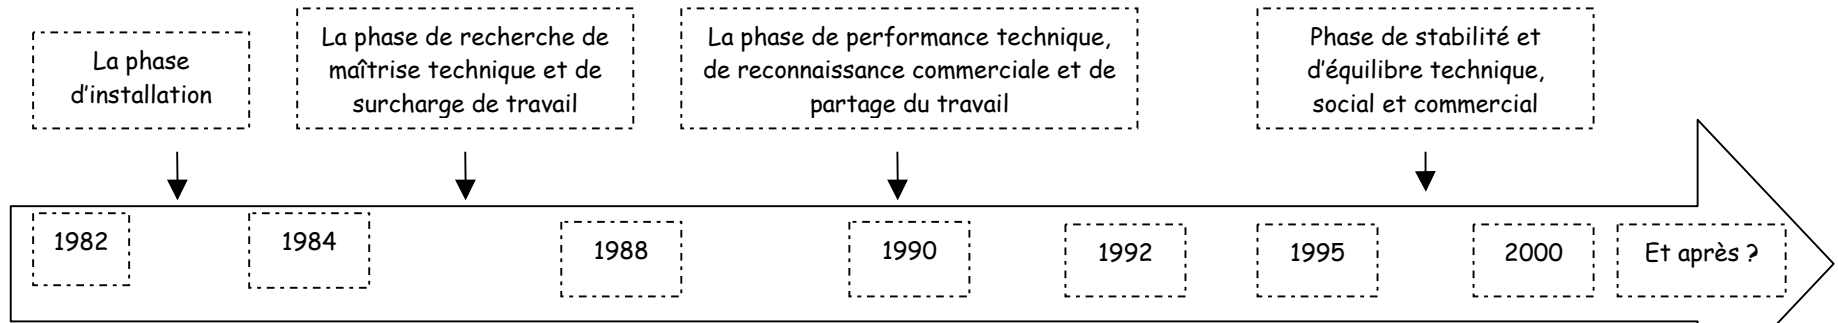 La phase
d'installation
La phase de recherche de
maîtrise technique et de
surcharge de travail
La phase de performance technique,
de reconnaissance commerciale et de
partage du travail
Phase de stabilité et
d'équilibre technique,
social et commercial
1982
1984
1988
1990
1992
1995
2000
Et après ?